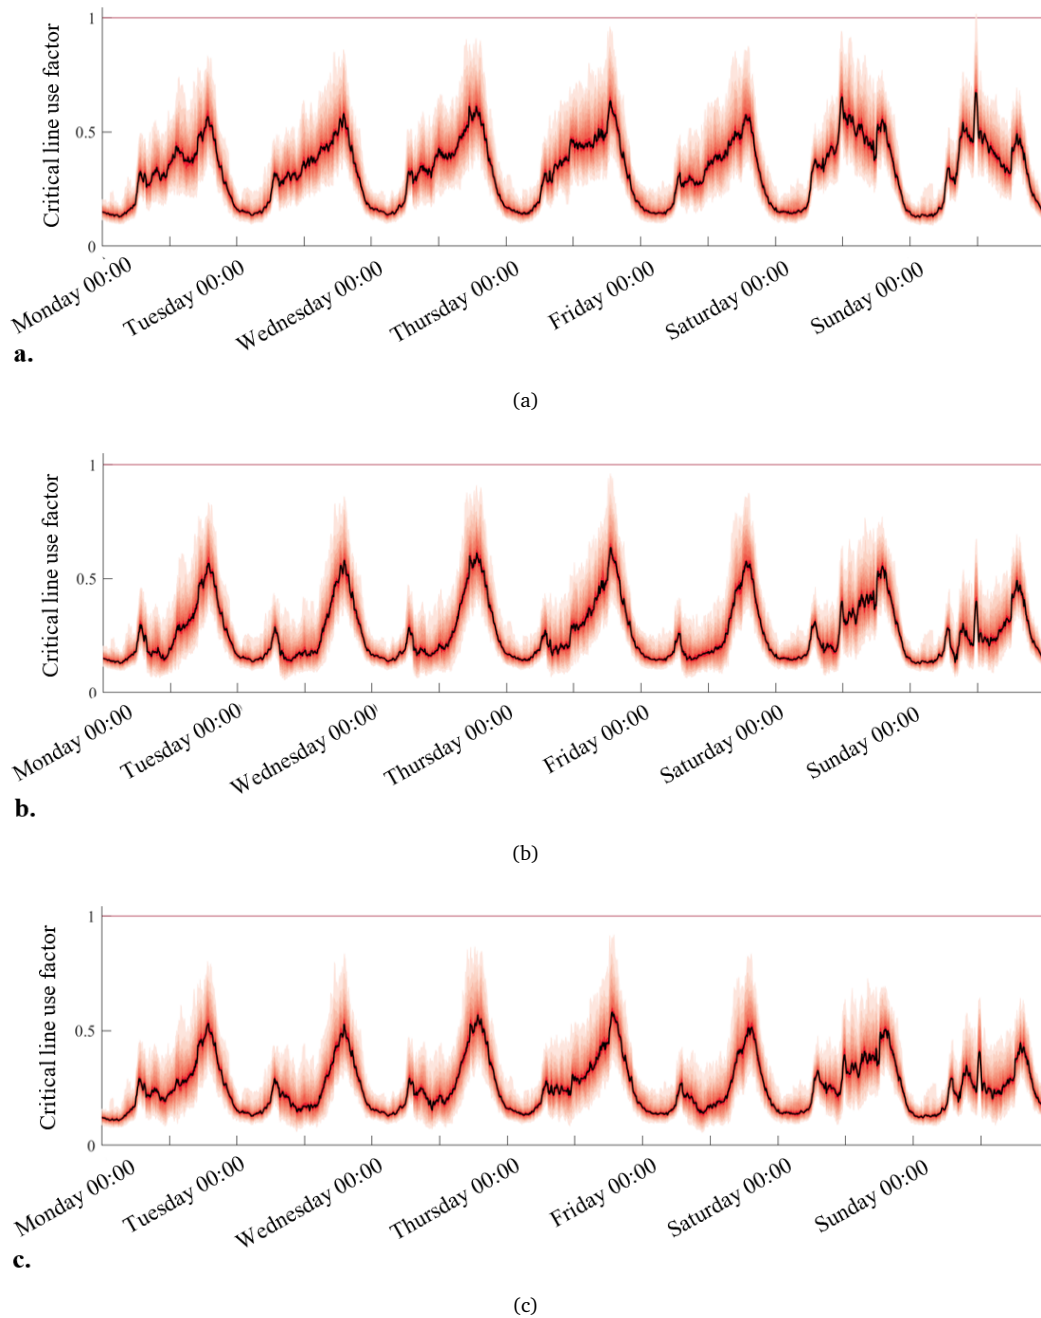 Critical line use factor
1
0.5
0
Monday 00:00
Tuesday 00:00
Wednesday 00:00
Thursday 00:00
Friday 00:00
Saturday 00:00
Sunday 00:00
a.
(a)
Critical line use factor
1
0.5
0
Monday 00:00
Tuesday 00:00
Wednesday 00:00
Thursday 00:00
Friday 00:00
Saturday 00:00
Sunday 00:00
b.
(b)
Critical line use factor
1
0.5
0
Monday 00:00
Tuesday 00:00
Wednesday 00:00
Thursday 00:00
Friday 00:00
Saturday 00:00
Sunday 00:00
c.
(c)